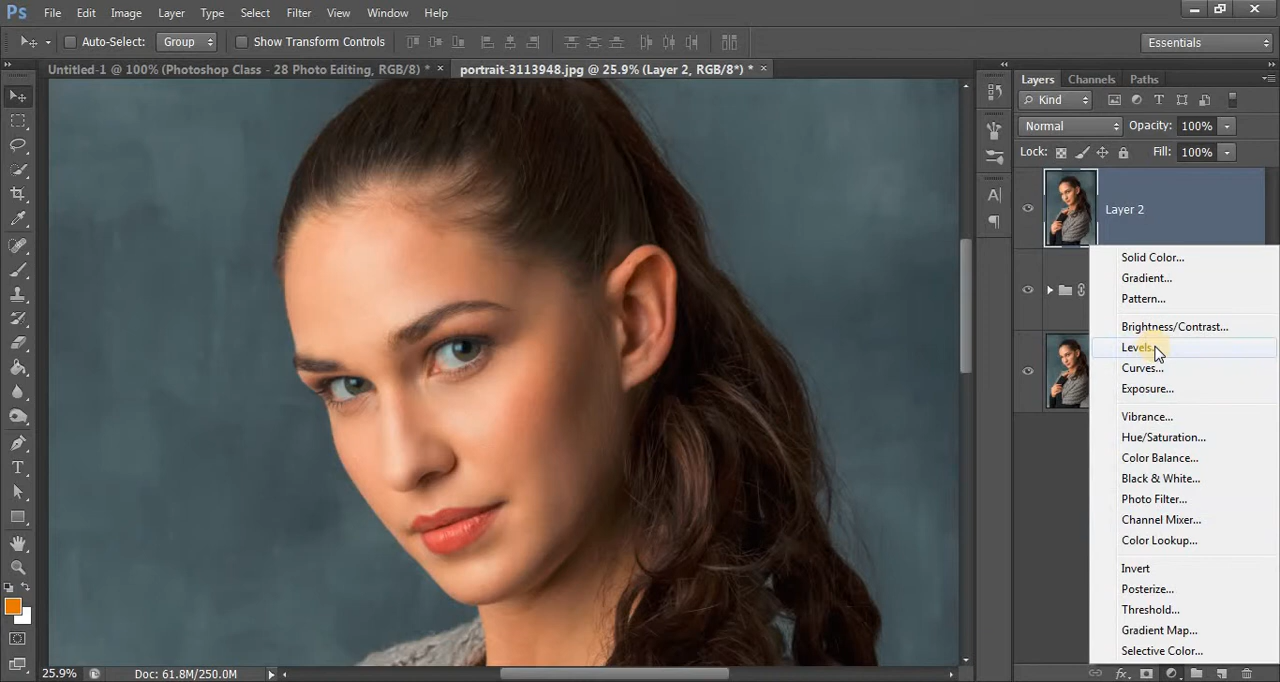 Ps File Edit Image Layer Type Select Filter View Window Help
Auto-Select: Group Show Transform Controls Essentials
Untitled-1 @ 100% (Photoshop Class - 28 Photo Editing, RGB/8) * × portrait-3113948.jpg @ 25.9% (Layer 2, RGB/8*) * ×
Layers Channels Paths
Kind
Normal Opacity: 100%
Lock: Fill: 100%
Layer 2
Solid Color...
Gradient...
Pattern...
Brightness/Contrast...
Levels...
Curves...
Exposure...
Vibrance...
Hue/Saturation...
Color Balance...
Black & White...
Photo Filter...
Channel Mixer...
Color Lookup...
Invert
Posterize...
Threshold...
Gradient Map...
Selective Color...
25.9% Doc: 61.8M/250.0M